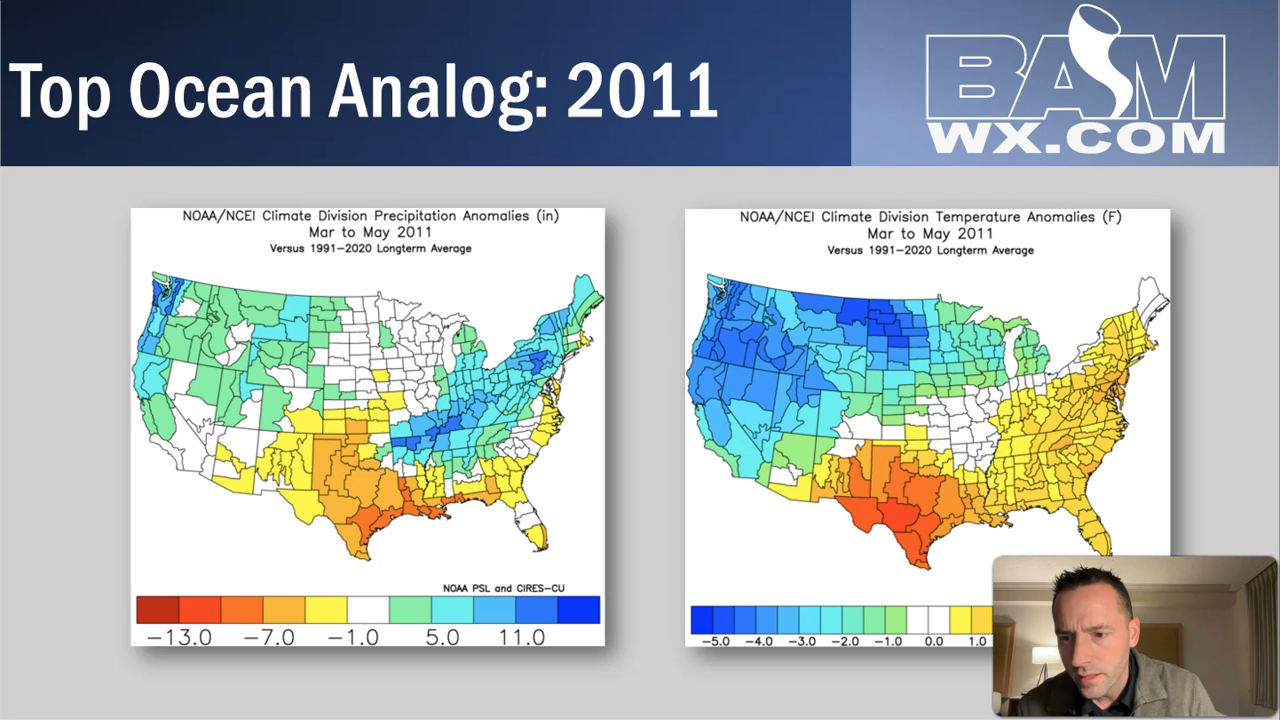 Top Ocean Analog: 2011
BAM
WX.COM
NOAA/NCEI Climate Division Precipitation Anomalies (in)
Mar to May 2011
Versus 1991-2020 Longterm Average
NOAA PSL and CIRES-CU
-13.0 -7.0 -1.0 5.0 11.0
NOAA/NCEI Climate Division Temperature Anomalies (F)
Mar to May 2011
Versus 1991-2020 Longterm Average
-5.0 -4.0 -3.0 -2.0 -1.0 0.0 1.0